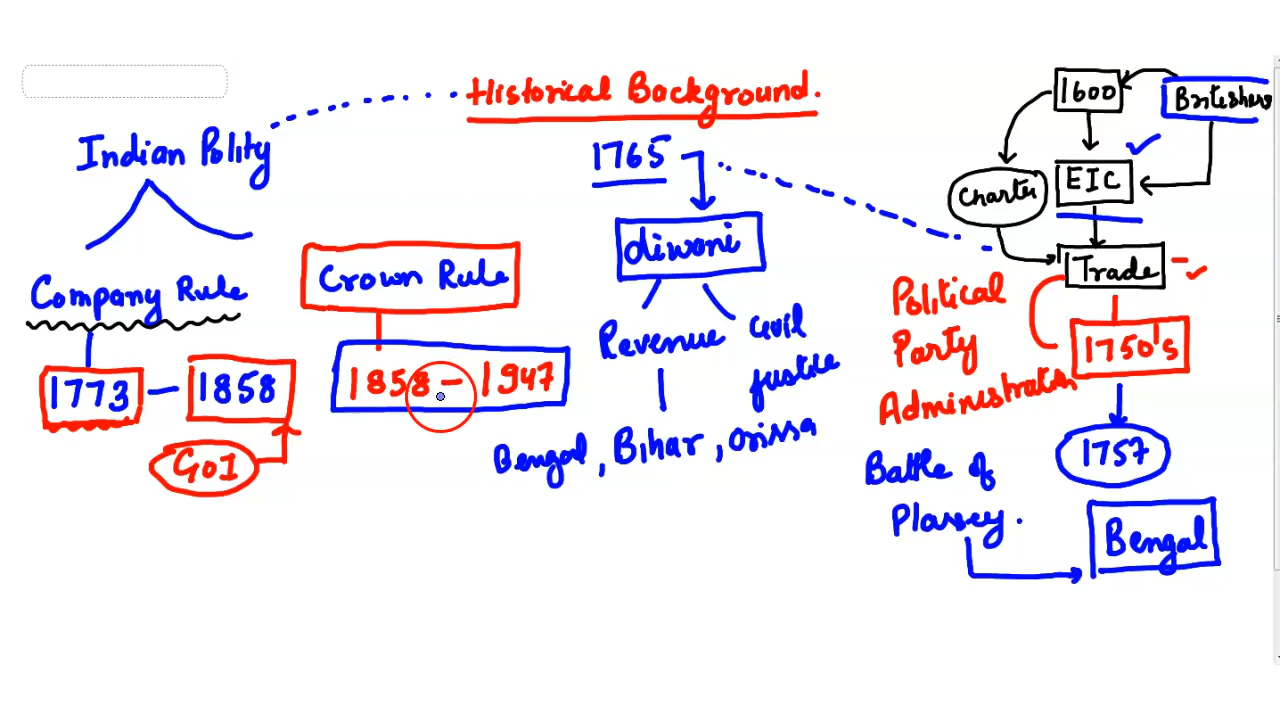 Historical Background.
Indian Polity
Company Rule
1773 - 1858
GOI
Crown Rule
1858 - 1947
1765
diwani
Revenue
Civil
justice
Bengal, Bihar, orissa
1600
Britishers
Charter
EIC
Trade
Political
Party
Administration
1750's
1757
Battle of
Plassey.
Bengal